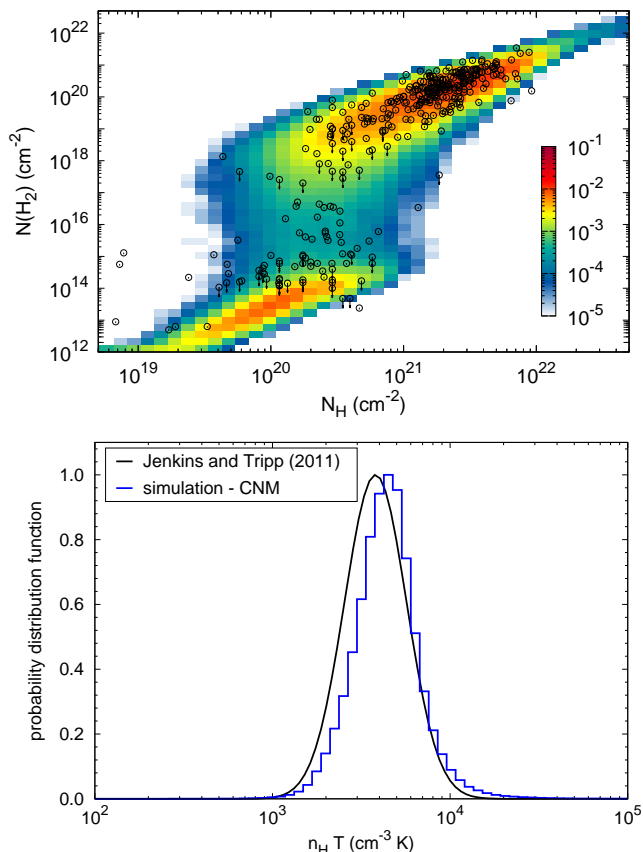 10^22
10^20
10^18
10^16
10^14
10^12
N(H_2) (cm^-2)
10^-1
10^-2
10^-3
10^-4
10^-5
10^19 10^20 10^21 10^22
N_H (cm^-2)
Jenkins and Tripp (2011)
simulation - CNM
1.0
0.8
0.6
0.4
0.2
0.0
probability distribution function
10^2 10^3 10^4 10^5
n_H T (cm^-3 K)